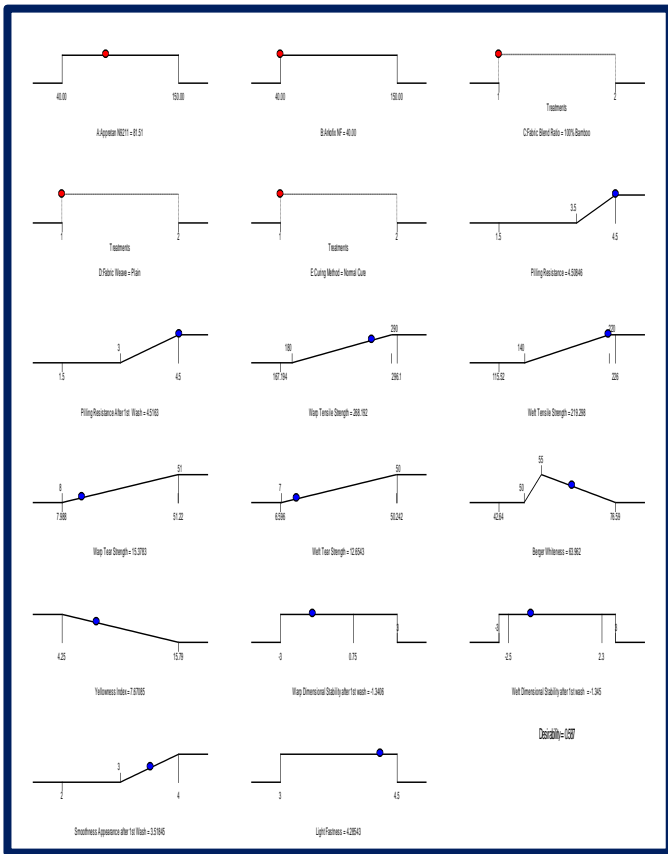 40.00 150.00
A:Appretan N9211 = 81.51
40.00 150.00
B:Arkofix NF = 40.00
1 2
Treatments
C:Fabric Blend Ratio = 100% Bamboo
1 2
Treatments
D:Fabric Weave = Plain
1 2
Treatments
E:Curing Method = Normal Cure
3.5
1.5 4.5
Pilling Resistance = 4.50846
3
1.5 4.5
Pilling Resistance After 1st Wash = 4.5163
180 290
167.194 296.1
Warp Tensile Strength = 268.192
140 220
115.52 226
Weft Tensile Strength = 219.298
8 51
7.988 51.22
Warp Tear Strength = 15.3783
7 50
6.596 50.242
Weft Tear Strength = 12.6543
55
50
42.64 76.59
Berger Whiteness = 63.962
4.25 15.79
Yellowness Index = 7.67085
3
-3 0.75
Warp Dimensional Stability after 1st wash = -1.3406
-3 3
-2.5 2.3
Weft Dimensional Stability after 1st wash = -1.345
Desirability = 0.587
3
2 4
Smoothness Appearance after 1st Wash = 3.51845
3 4.5
Light Fastness = 4.28543